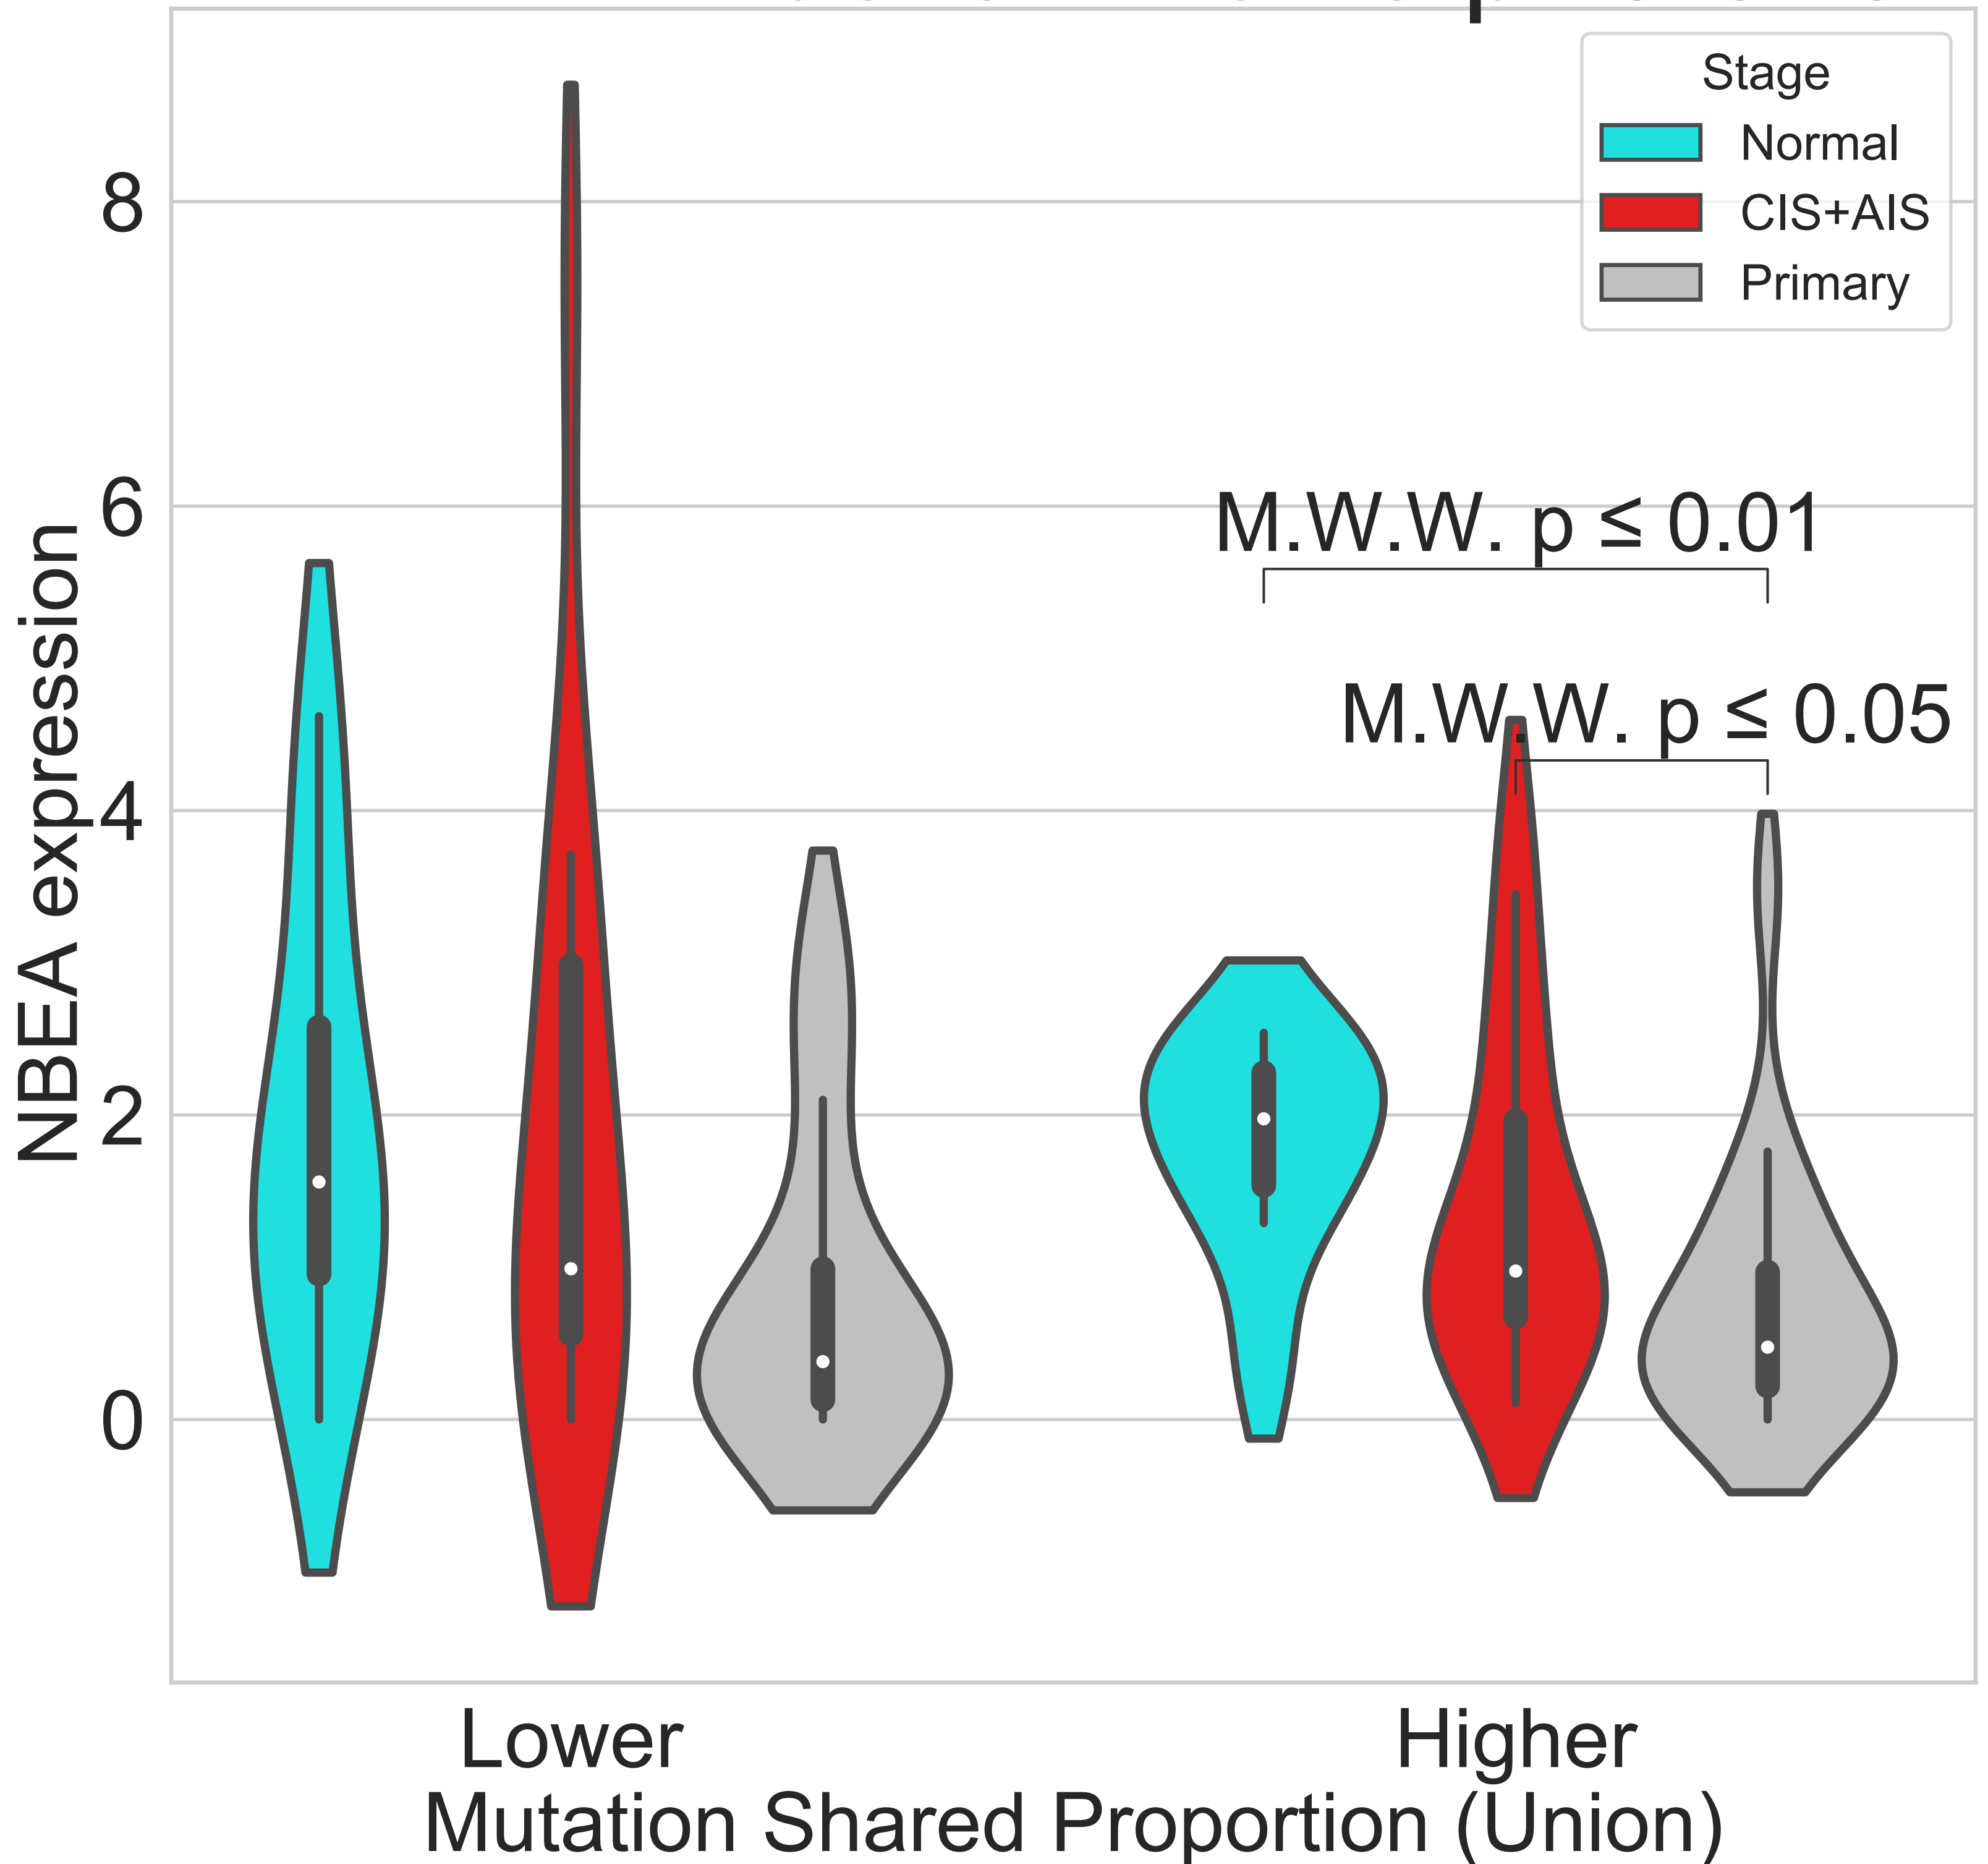 Stage
Normal
CIS+AIS
Primary
8
6
4
2
0
NBEA expression
M.W.W. p ≤ 0.01
M.W.W. p ≤ 0.05
Lower
Higher
Mutation Shared Proportion (Union)